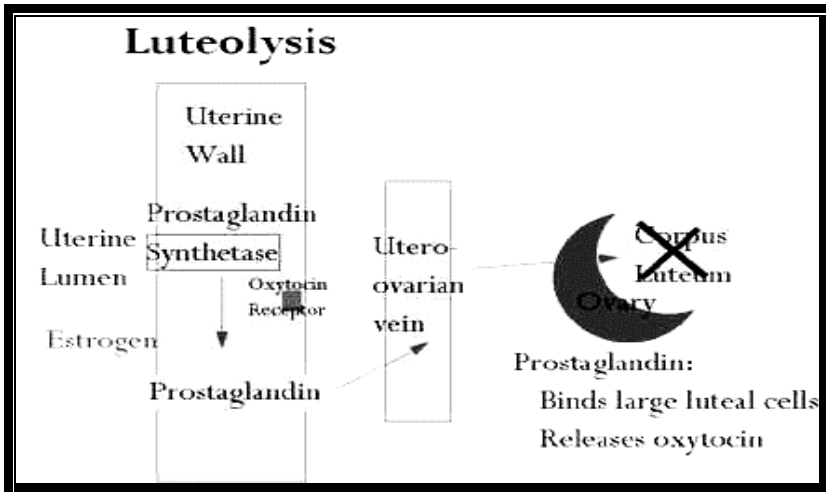 Luteolysis
Uterine
Wall
Prostaglandin
Synthetase
Uterine
Lumen
Oxytocin
Receptor
Estrogen
Prostaglandin
Utero-
ovarian
vein
Corpus
Luteum
Ovary
Prostaglandin:
Binds large luteal cells
Releases oxytocin